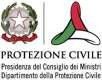 PROTEZIONE CIVILE
Presidenza del Consiglio dei Ministri
Dipartimento della Protezione Civile